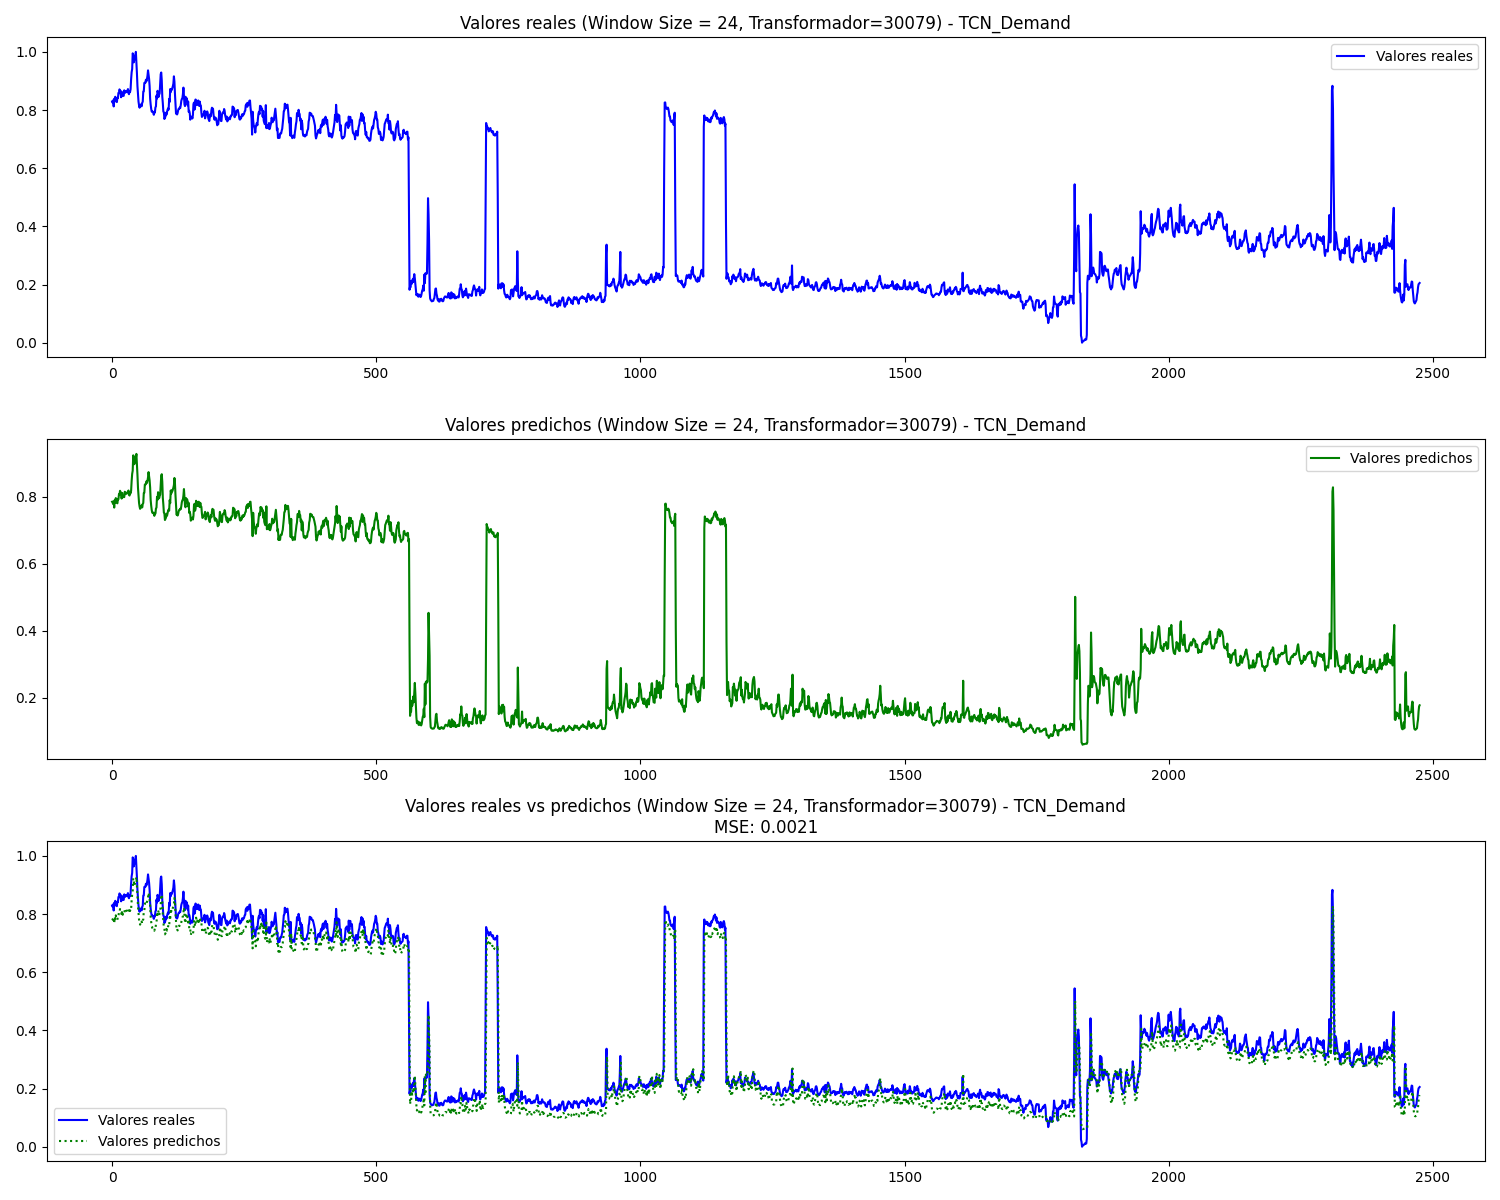 Valores reales (Window Size = 24, Transformador=30079) - TCN_Demand
Valores reales
1.0
0.8
0.6
0.4
0.2
0.0
0 500 1000 1500 2000 2500
Valores predichos (Window Size = 24, Transformador=30079) - TCN_Demand
Valores predichos
0.8
0.6
0.4
0.2
0 500 1000 1500 2000 2500
Valores reales vs predichos (Window Size = 24, Transformador=30079) - TCN_Demand
MSE: 0.0021
1.0
0.8
0.6
0.4
0.2
0.0
Valores reales
Valores predichos
0 500 1000 1500 2000 2500